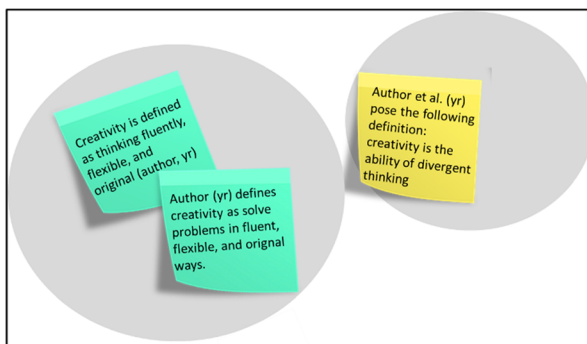 Creativity is defined
as thinking fluently,
flexible, and
original (author, yr)
Author (yr) defines
creativity as solve
problems in fluent,
flexible, and orignal
ways.
Author et al. (yr)
pose the following
definition:
creativity is the
ability of divergent
thinking